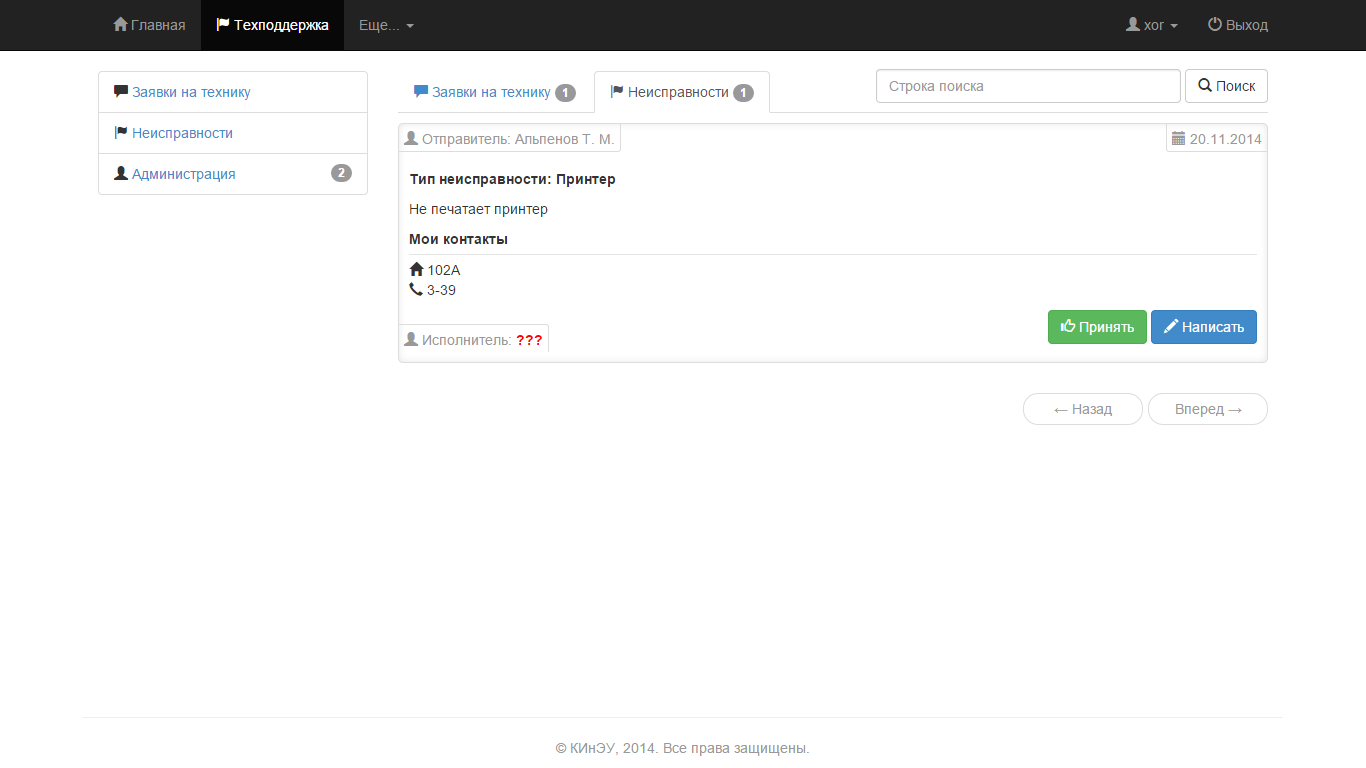 Главная Техподдержка Еще... xor Выход
Заявки на технику
Неисправности
Администрация 2
Заявки на технику 1 Неисправности 1 Строка поиска Поиск
Отправитель: Альпенов Т. М. 20.11.2014
Тип неисправности: Принтер
Не печатает принтер
Мои контакты
102А
3-39
Принять Написать
Исполнитель: ???
← Назад Вперед →
© КИнЭУ, 2014. Все права защищены.